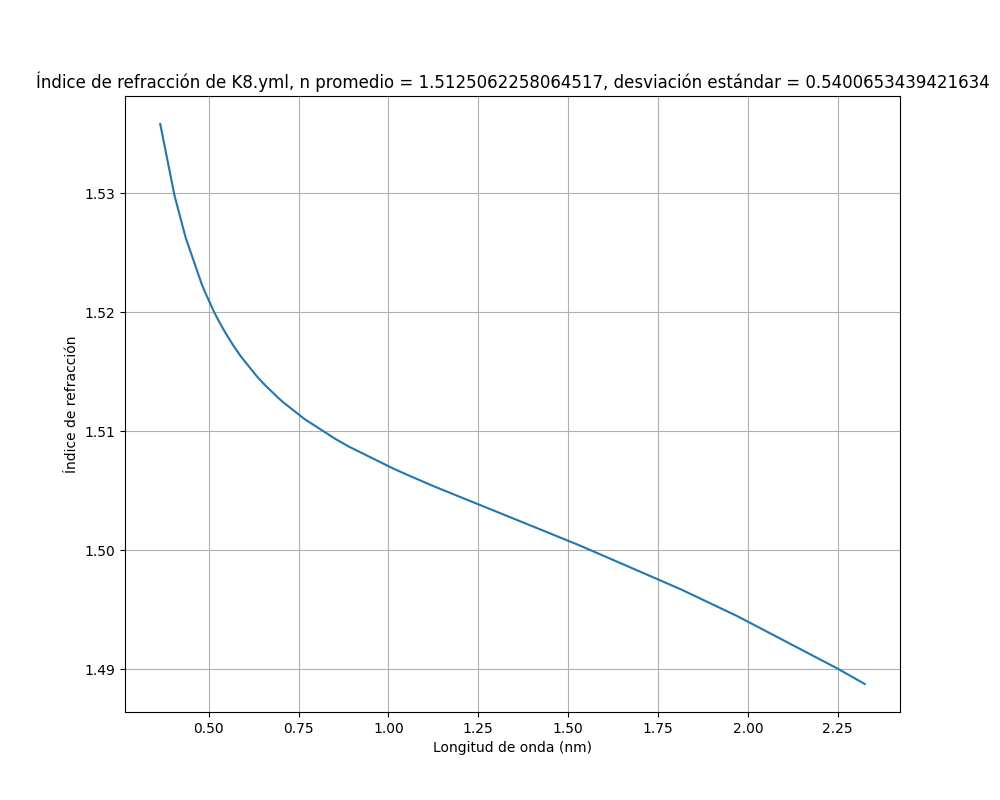 Índice de refracción de K8.yml, n promedio = 1.5125062258064517, desviación estándar = 0.5400653439421634
1.53
1.52
1.51
1.50
1.49
Índice de refracción
0.50 0.75 1.00 1.25 1.50 1.75 2.00 2.25
Longitud de onda (nm)